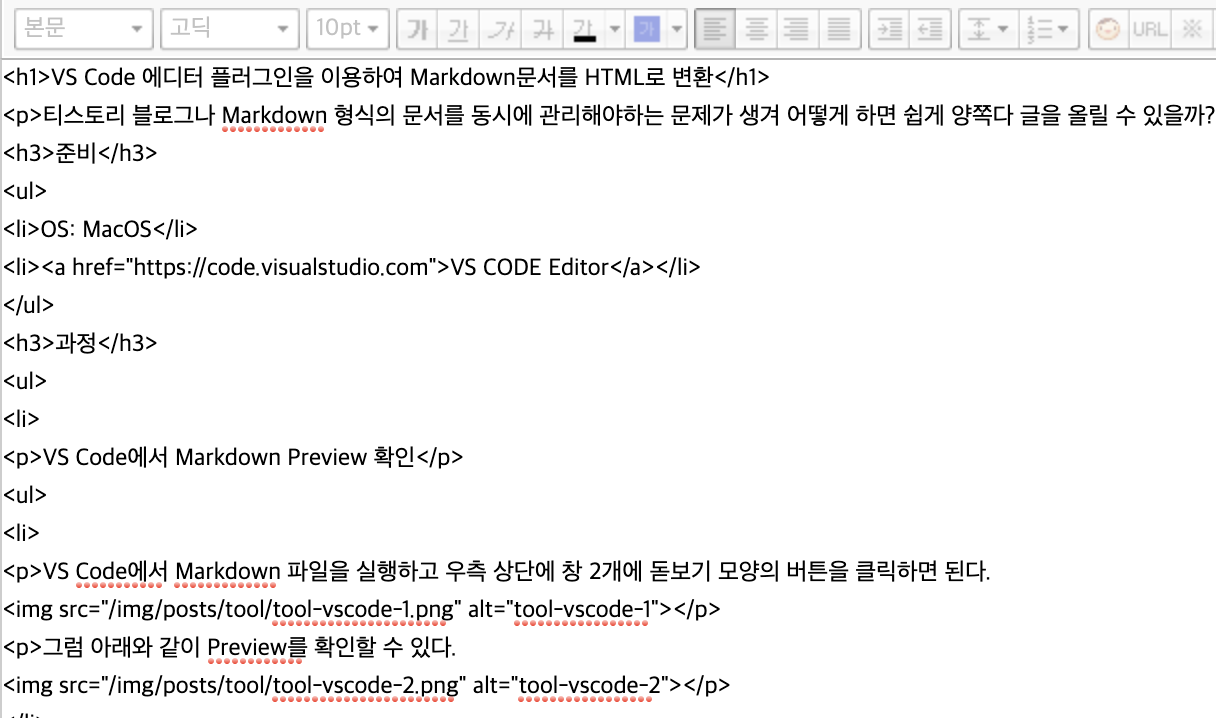 본문 고딕 10pt 가 가 가 가 가 가 URL ※
<h1>VS Code 에디터 플러그인을 이용하여 Markdown문서를 HTML로 변환</h1>
<p>티스토리 블로그나 Markdown 형식의 문서를 동시에 관리해야하는 문제가 생겨 어떻게 하면 쉽게 양쪽다 글을 올릴 수 있을까?
<h3>준비</h3>
<ul>
<li>OS: MacOS</li>
<li><a href="https://code.visualstudio.com">VS CODE Editor</a></li>
</ul>
<h3>과정</h3>
<ul>
<li>
<p>VS Code에서 Markdown Preview 확인</p>
<ul>
<li>
<p>VS Code에서 Markdown 파일을 실행하고 우측 상단에 창 2개에 돋보기 모양의 버튼을 클릭하면 된다.
<img src="/img/posts/tool/tool-vscode-1.png" alt="tool-vscode-1"></p>
<p>그럼 아래와 같이 Preview를 확인할 수 있다.
<img src="/img/posts/tool/tool-vscode-2.png" alt="tool-vscode-2"></p>